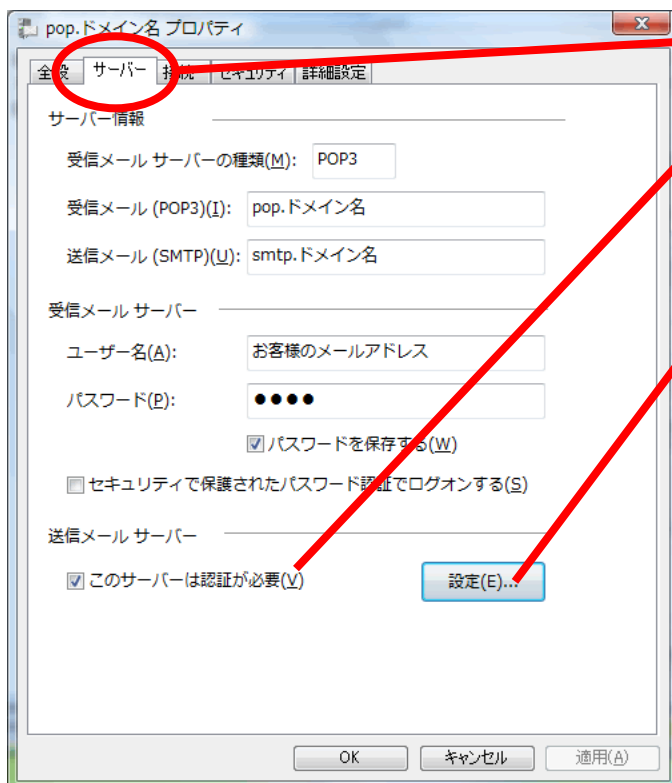 pop.ドメイン名 プロパティ
全般 サーバー 接続 セキュリティ 詳細設定
サーバー情報
受信メール サーバーの種類(M): POP3
受信メール (POP3)(I): pop.ドメイン名
送信メール (SMTP)(U): smtp.ドメイン名
受信メール サーバー
ユーザー名(A): お客様のメールアドレス
パスワード(P): ●●●●
パスワードを保存する(W)
セキュリティで保護されたパスワード認証でログオンする(S)
送信メール サーバー
このサーバーは認証が必要(V) 設定(E)...
OK キャンセル 適用(A)